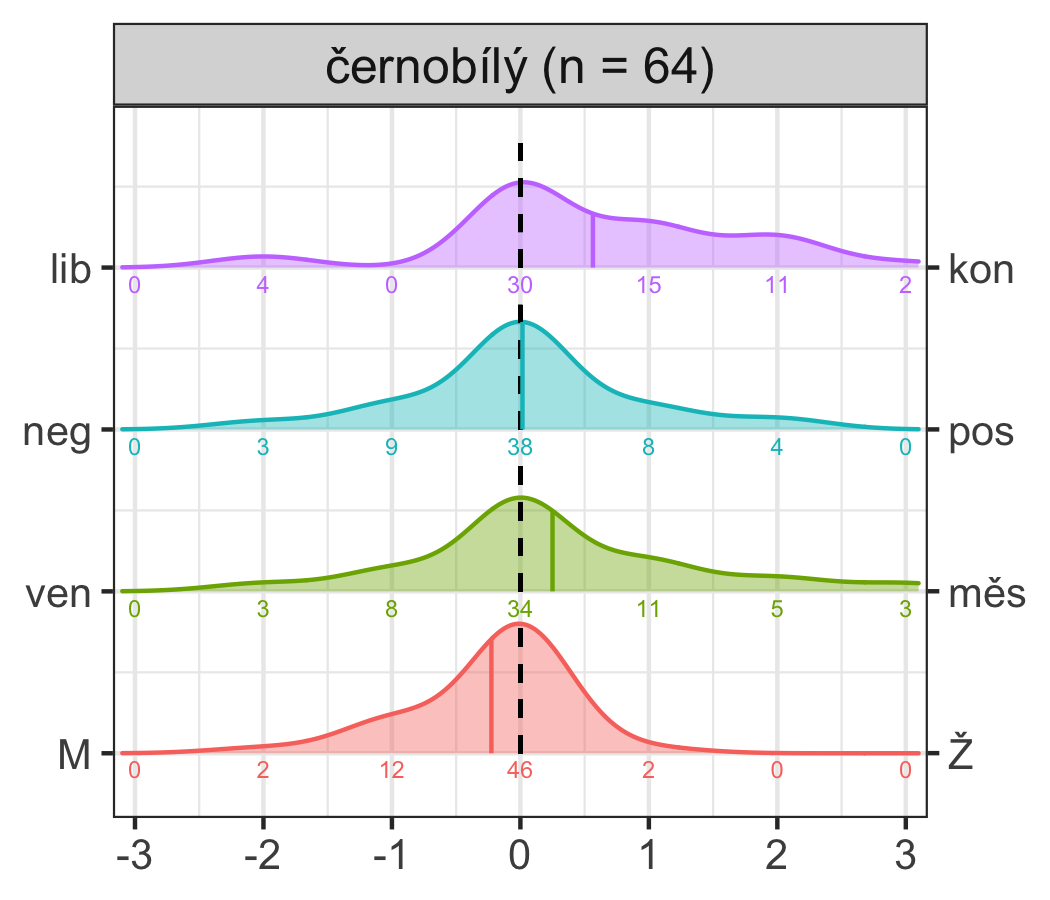 černobílý (n = 64)
lib kon
0 4 0 30 15 11 2
neg pos
0 3 9 38 8 4 0
ven měs
0 3 8 34 11 5 3
M Ž
0 2 12 46 2 0 0
-3 -2 -1 0 1 2 3